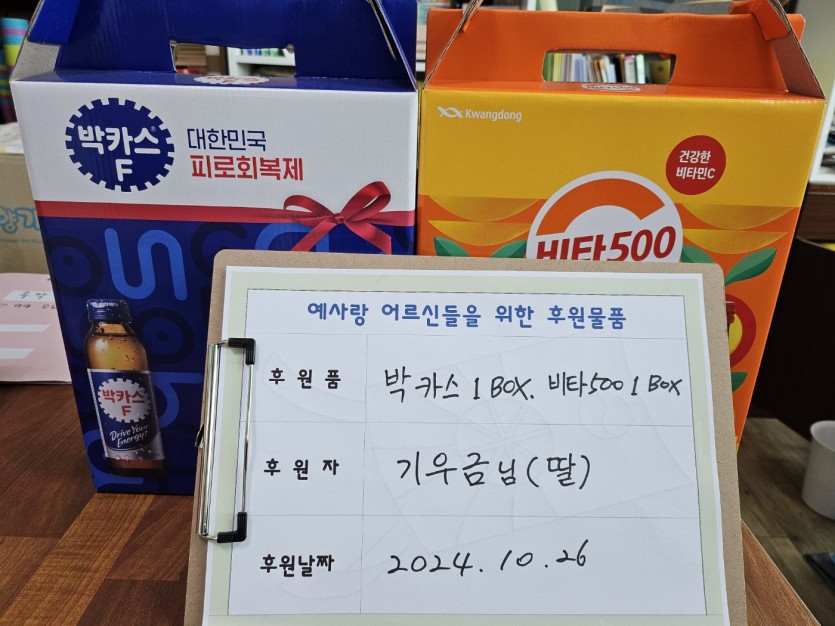 박카스
F
대한민국
피로회복제
Kwangdong
건강한
비타민C
비타500
박카스
F
Drive Your
Energy!
예사랑 어르신들을 위한 후원물품
후원품 박카스 1 BOX. 비타500 1 BOX
후원자 기우금님(딸)
후원날짜 2024.10.26